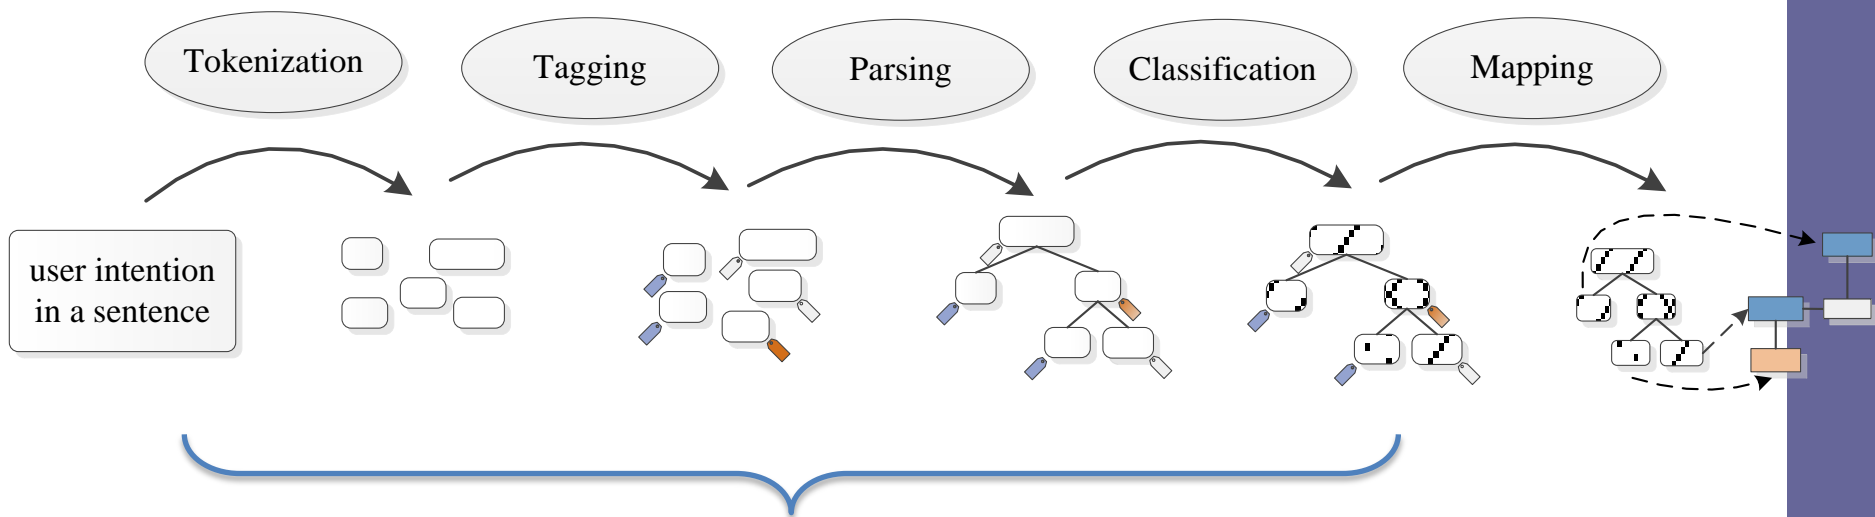 Tokenization
Tagging
Parsing
Classification
Mapping
user intention
in a sentence